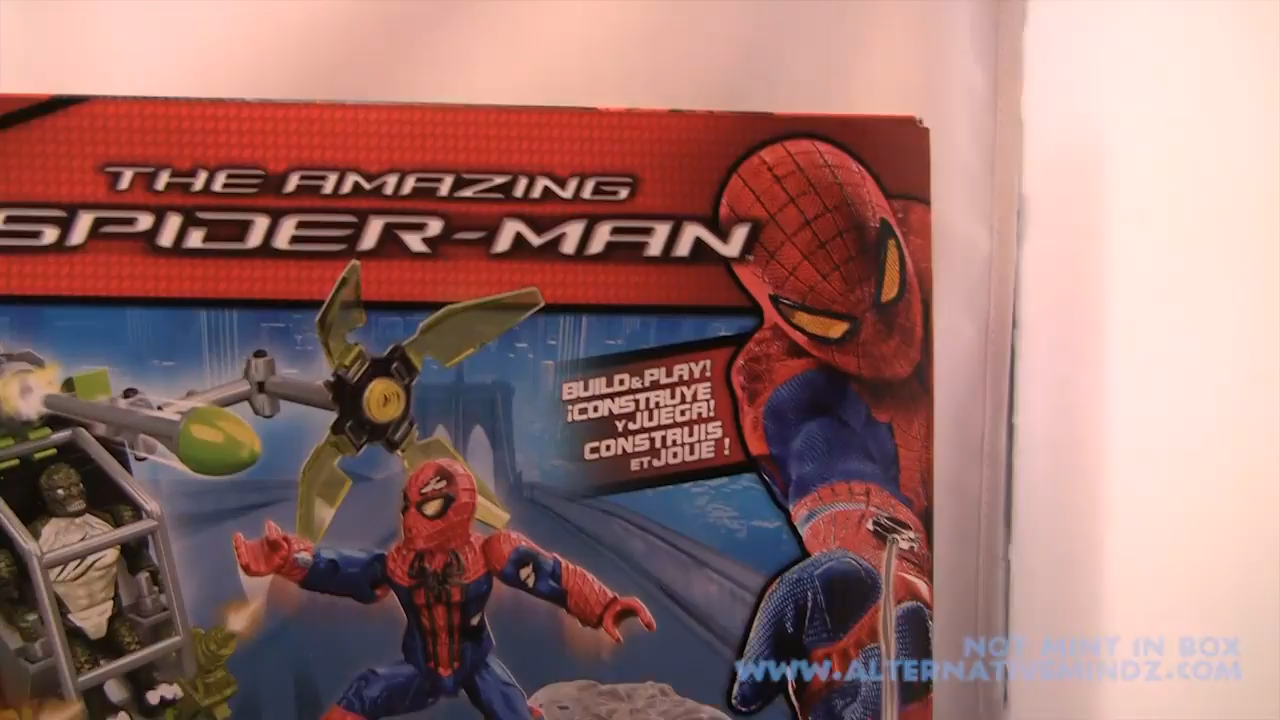 THE AMAZING
SPIDER-MAN
BUILD & PLAY!
¡CONSTRUYE
Y JUEGA!
CONSTRUIS
ET JOUE !
NOT MINT IN BOX
WWW.ALTERNATIVEMINDZ.COM